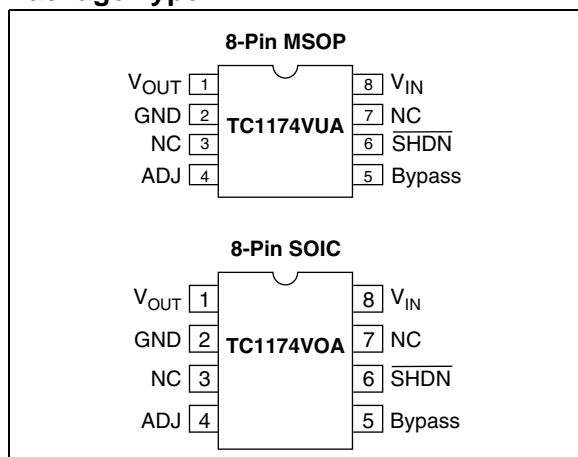 8-Pin MSOP
VOUT 1 8 VIN
GND 2 TC1174VUA 7 NC
NC 3 6 SHDN
ADJ 4 5 Bypass
8-Pin SOIC
VOUT 1 8 VIN
GND 2 TC1174VOA 7 NC
NC 3 6 SHDN
ADJ 4 5 Bypass